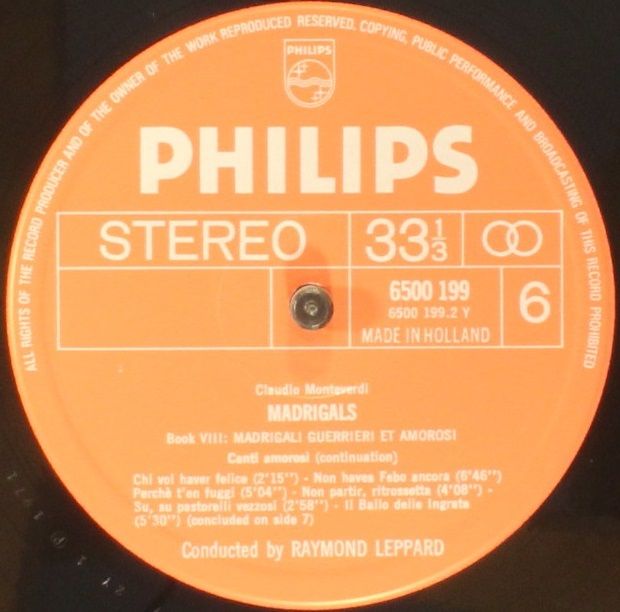 ALL RIGHTS OF THE RECORD PRODUCER AND OF THE OWNER OF THE WORK REPRODUCED RESERVED. COPYING, PUBLIC PERFORMANCE AND BROADCASTING OF THIS RECORD PROHIBITED
PHILIPS
PHILIPS
STEREO 33 1/3
6500 199 6
6500 199.2 Y
MADE IN HOLLAND
Claudio Monteverdi
MADRIGALS
Book VIII: MADRIGALI GUERRIERI ET AMOROSI
Canti amorosi (continuation)
Chi vol haver felice (2'15'') - Non havea Febo ancora (6'46'')
Perchè t'en fuggi (5'04'') - Non partir, ritrossetta (4'08'') -
Su, su pastorelli vezzosi (2'58'') - Il Ballo delle Ingrate
(5'30'') (concluded on side 7)
Conducted by RAYMOND LEPPARD